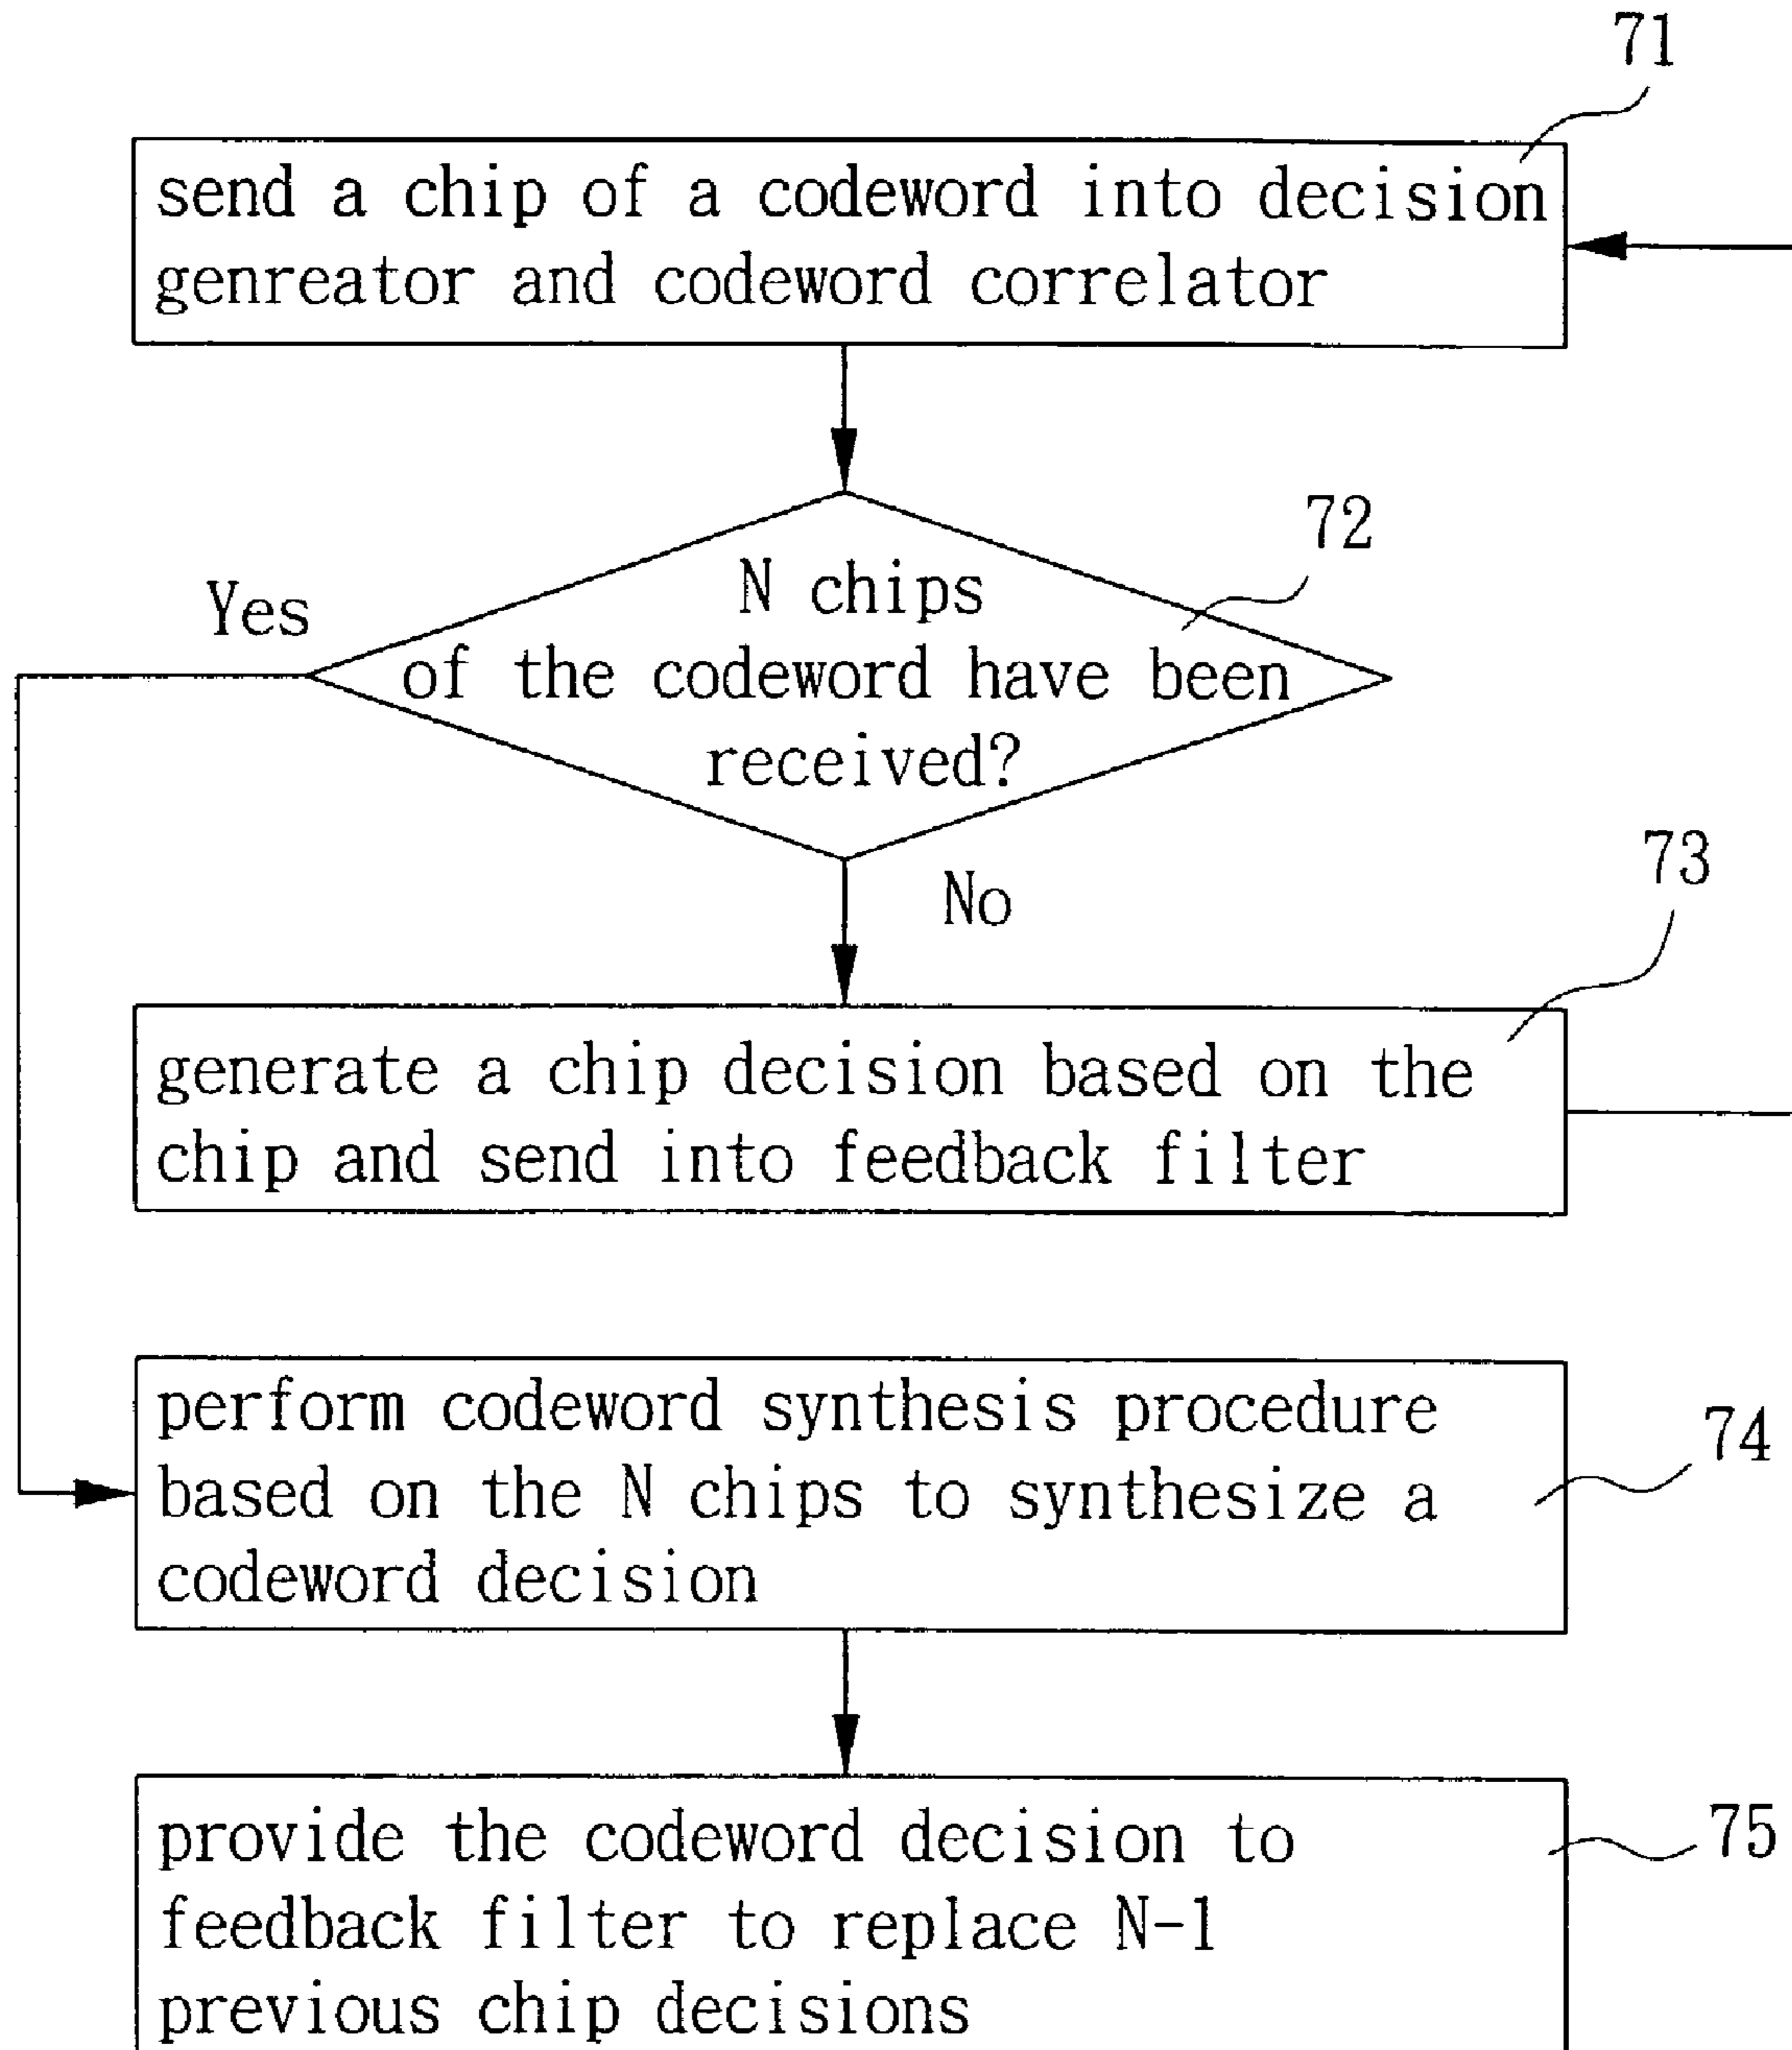 71
send a chip of a codeword into decision
genreator and codeword correlator
72
Yes
N chips
of the codeword have been
received?
No
73
generate a chip decision based on the
chip and send into feedback filter
perform codeword synthesis procedure
based on the N chips to synthesize a
codeword decision
74
provide the codeword decision to
feedback filter to replace N-1
previous chip decisions
75